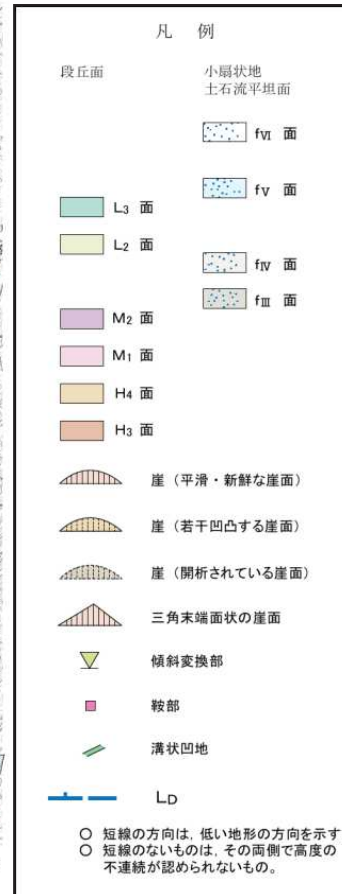 凡 例
段丘面
小扇状地
土石流平坦面
fⅥ 面
fⅤ 面
L3 面
L2 面
fⅣ 面
fⅢ 面
M2 面
M1 面
H4 面
H3 面
崖（平滑・新鮮な崖面）
崖（若干凹凸する崖面）
崖（開析されている崖面）
三角末端面状の崖面
傾斜変換部
鞍部
溝状凹地
LD
○ 短線の方向は，低い地形の方向を示す
○ 短線のないものは，その両側で高度の
不連続が認められないもの。